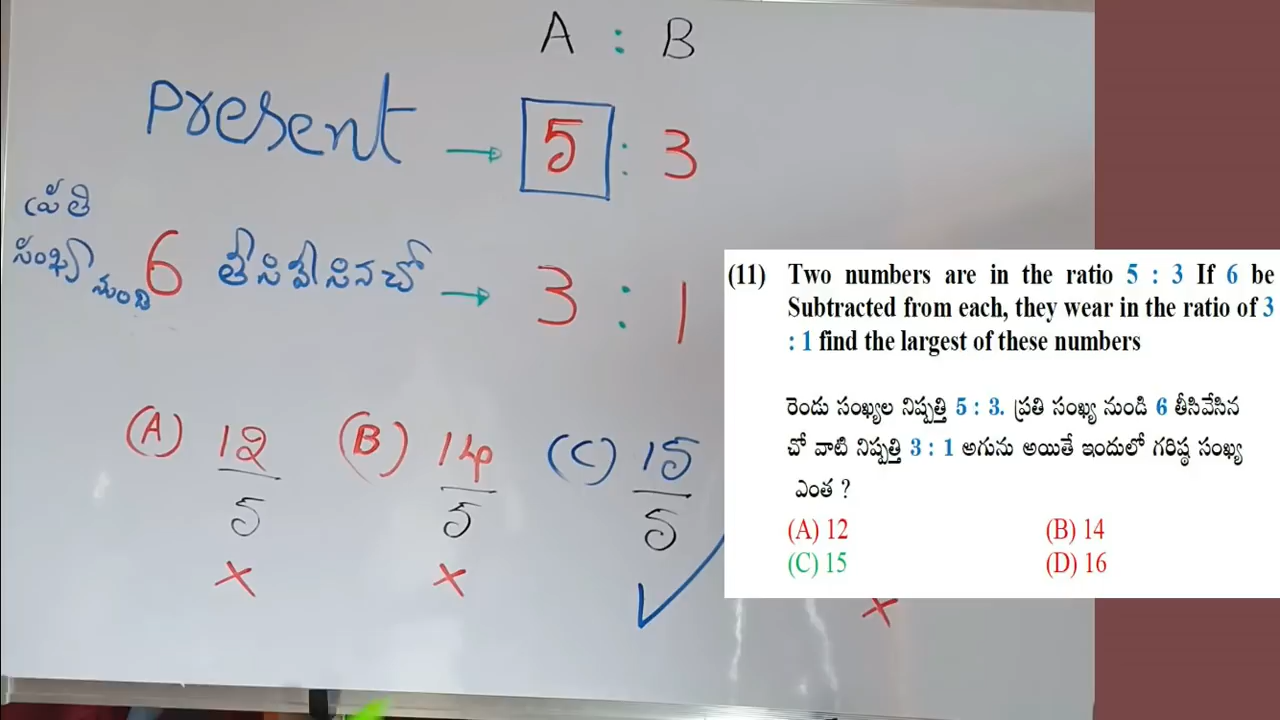 A : B
Present → 5 : 3
ప్రతి
సంఖ్య నుండి 6 తీసివేసినచో → 3 : 1
(A) 12/5 (B) 14/5 (C) 15/5
× × ✓ ×
(11) Two numbers are in the ratio 5 : 3 If 6 be
Subtracted from each, they wear in the ratio of 3
: 1 find the largest of these numbers
రెండు సంఖ్యల నిష్పత్తి 5 : 3. ప్రతి సంఖ్య నుండి 6 తీసివేసిన
చో వాటి నిష్పత్తి 3 : 1 అగును అయితే ఇందులో గరిష్ఠ సంఖ్య
ఎంత ?
(A) 12 (B) 14
(C) 15 (D) 16